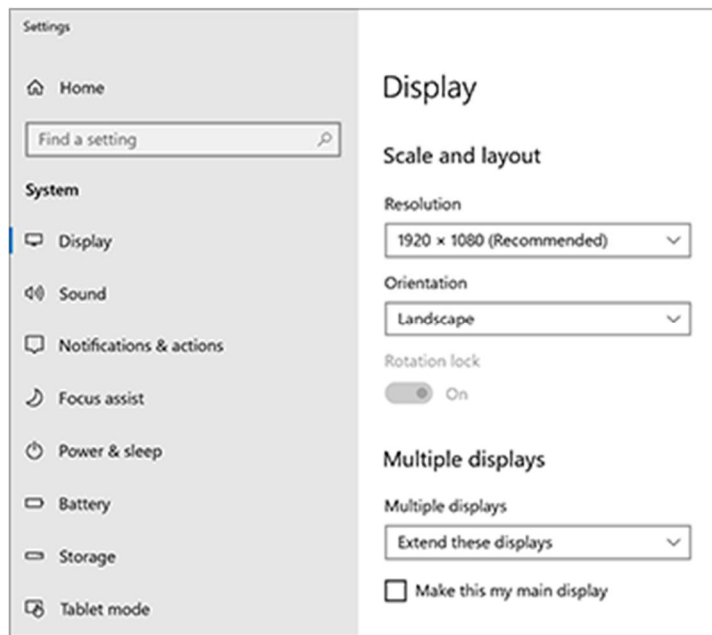 Settings
Home
Find a setting
System
Display
Sound
Notifications & actions
Focus assist
Power & sleep
Battery
Storage
Tablet mode
Display
Scale and layout
Resolution
1920 × 1080 (Recommended)
Orientation
Landscape
Rotation lock
On
Multiple displays
Multiple displays
Extend these displays
Make this my main display